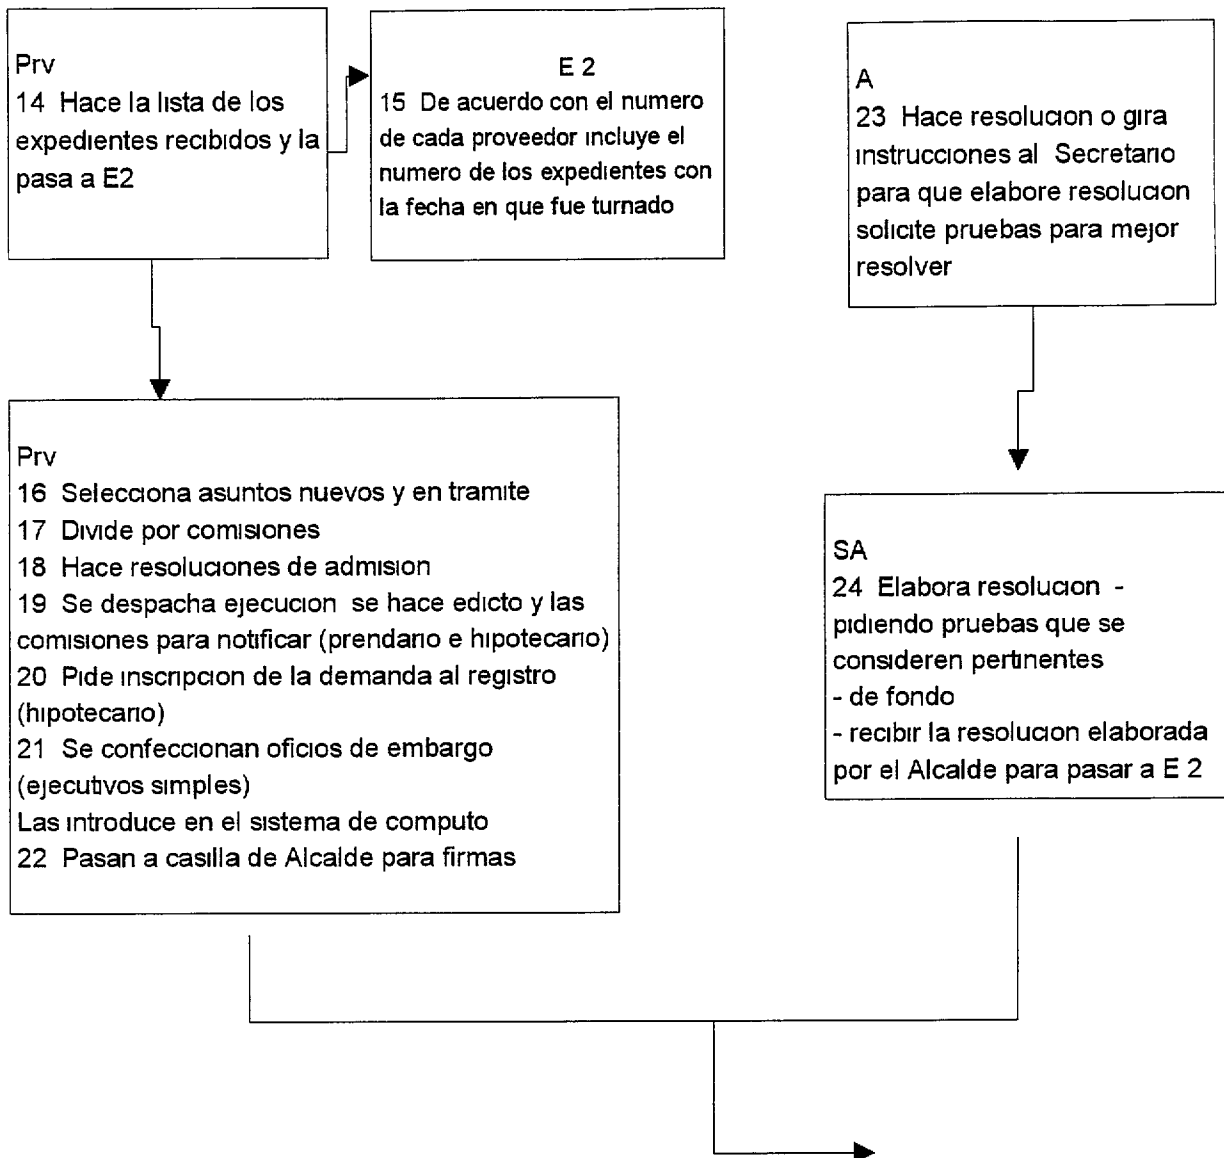 Prv
14 Hace la lista de los
expedientes recibidos y la
pasa a E2
E 2
15 De acuerdo con el numero
de cada proveedor incluye el
numero de los expedientes con
la fecha en que fue turnado
A
23 Hace resolucion o gira
instrucciones al Secretario
para que elabore resolucion
solicite pruebas para mejor
resolver
Prv
16 Selecciona asuntos nuevos y en tramite
17 Divide por comisiones
18 Hace resoluciones de admision
19 Se despacha ejecucion se hace edicto y las
comisiones para notificar (prendario e hipotecario)
20 Pide inscripcion de la demanda al registro
(hipotecario)
21 Se confeccionan oficios de embargo
(ejecutivos simples)
Las introduce en el sistema de computo
22 Pasan a casilla de Alcalde para firmas
SA
24 Elabora resolucion -
pidiendo pruebas que se
consideren pertinentes
- de fondo
- recibir la resolucion elaborada
por el Alcalde para pasar a E 2